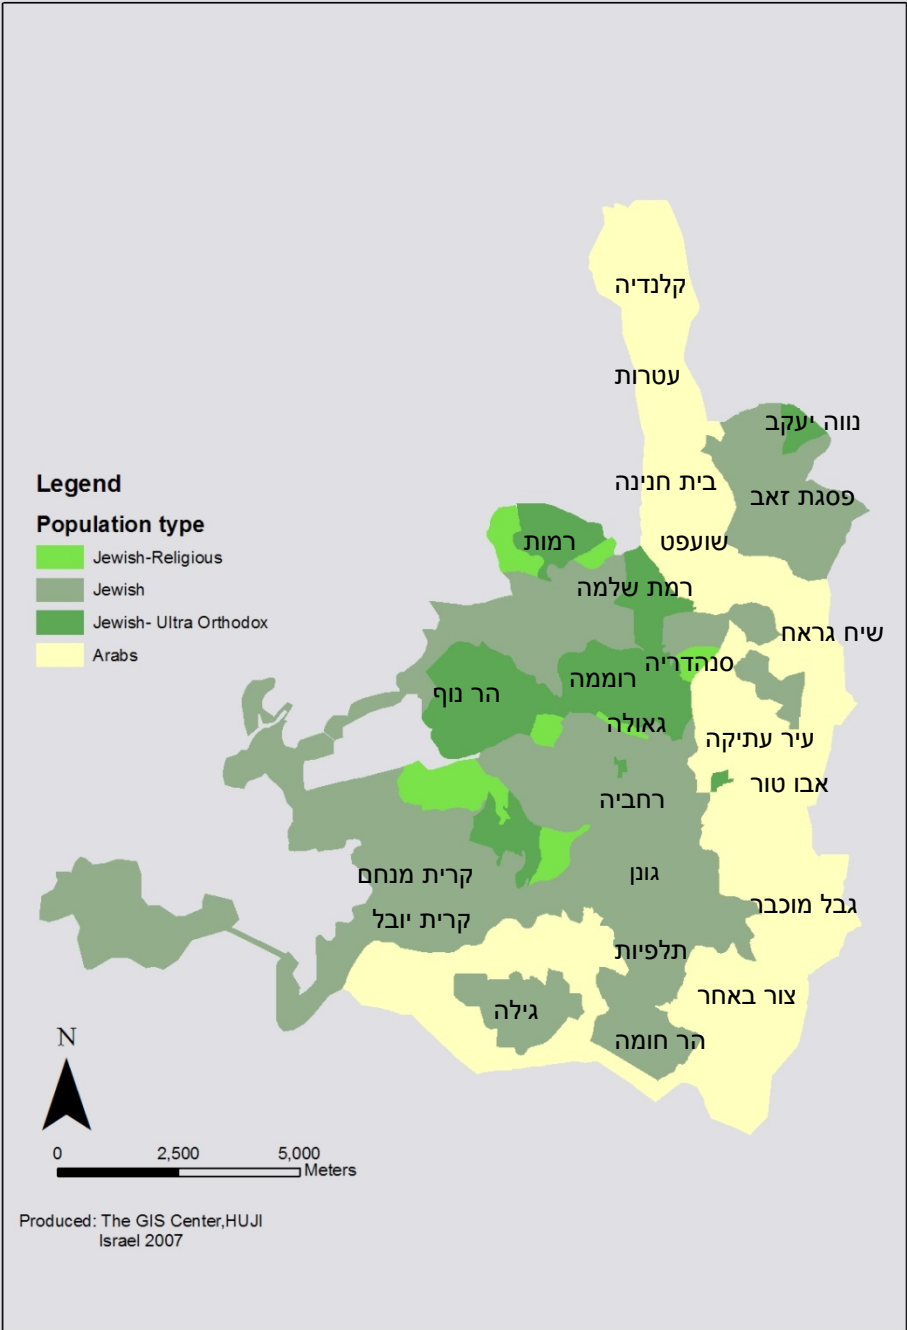 קלנדיה
עטרות
נווה יעקב
בית חנינה
פסגת זאב
שועפט
רמות
רמת שלמה
שיח גראח
סנהדריה
רוממה
הר נוף
גאולה
עיר עתיקה
אבו טור
רחביה
גונן
קרית מנחם
קרית יובל
גבל מוכבר
תלפיות
צור באחר
גילה
הר חומה
Legend
Population type
Jewish-Religious
Jewish
Jewish- Ultra Orthodox
Arabs
N
0 2,500 5,000
Meters
Produced: The GIS Center,HUJI
Israel 2007